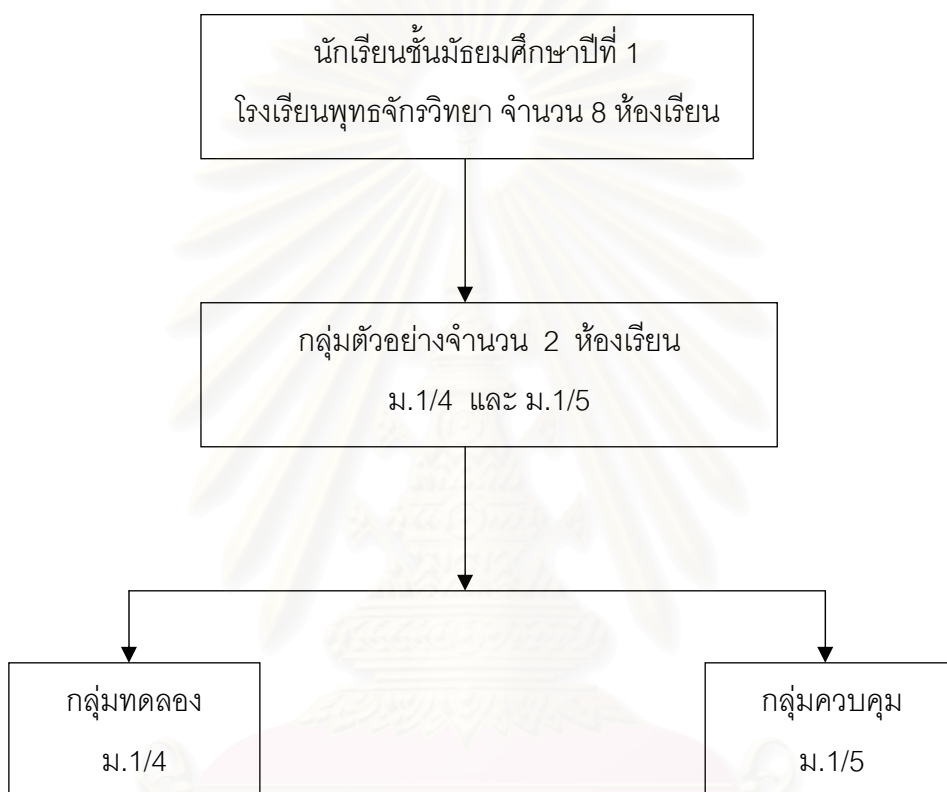 นักเรียนชั้นมัธยมศึกษาปีที่ 1
โรงเรียนพุทธจักรวิทยา จำนวน 8 ห้องเรียน
กลุ่มตัวอย่างจำนวน 2 ห้องเรียน
ม.1/4 และ ม.1/5
กลุ่มทดลอง
ม.1/4
กลุ่มควบคุม
ม.1/5